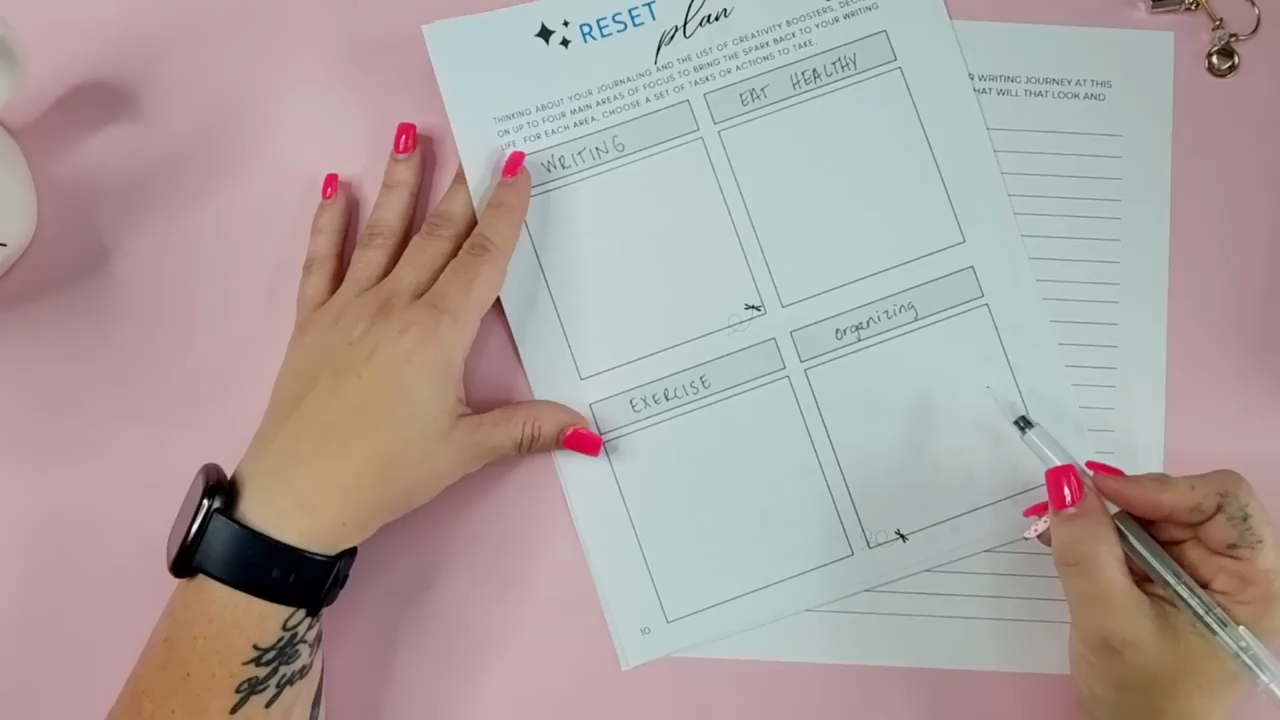 RESET plan
THINKING ABOUT YOUR JOURNALING AND THE LIST OF CREATIVITY BOOSTERS,
ON UP TO FOUR MAIN AREAS OF FOCUS TO BRING THE SPARK BACK TO YOUR WRITING
LIFE. FOR EACH AREA, CHOOSE A SET OF TASKS OR ACTIONS TO TAKE.
WRITING
EAT HEALTHY
EXERCISE
organizing
10
WRITING JOURNEY AT THIS
WILL THAT LOOK AND